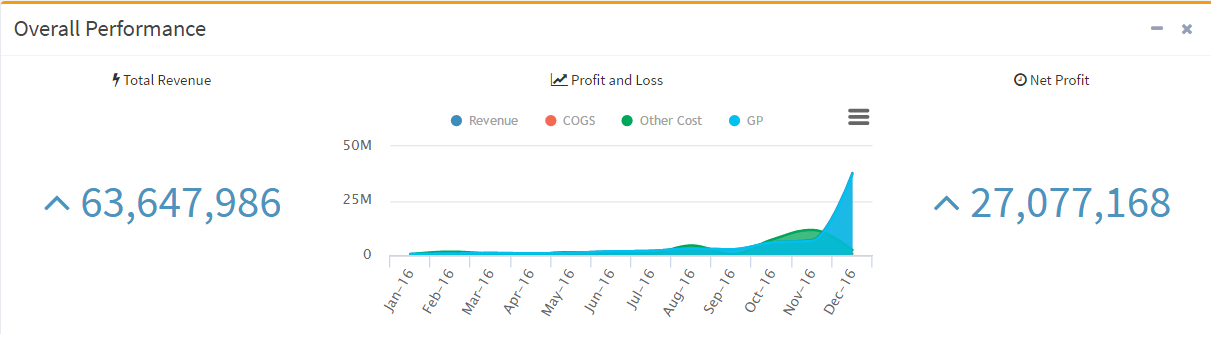 Overall Performance
Total Revenue
63,647,986
Profit and Loss
Revenue COGS Other Cost GP
50M
25M
0
Jan-16 Feb-16 Mar-16 Apr-16 May-16 Jun-16 Jul-16 Aug-16 Sep-16 Oct-16 Nov-16 Dec-16
Net Profit
27,077,168